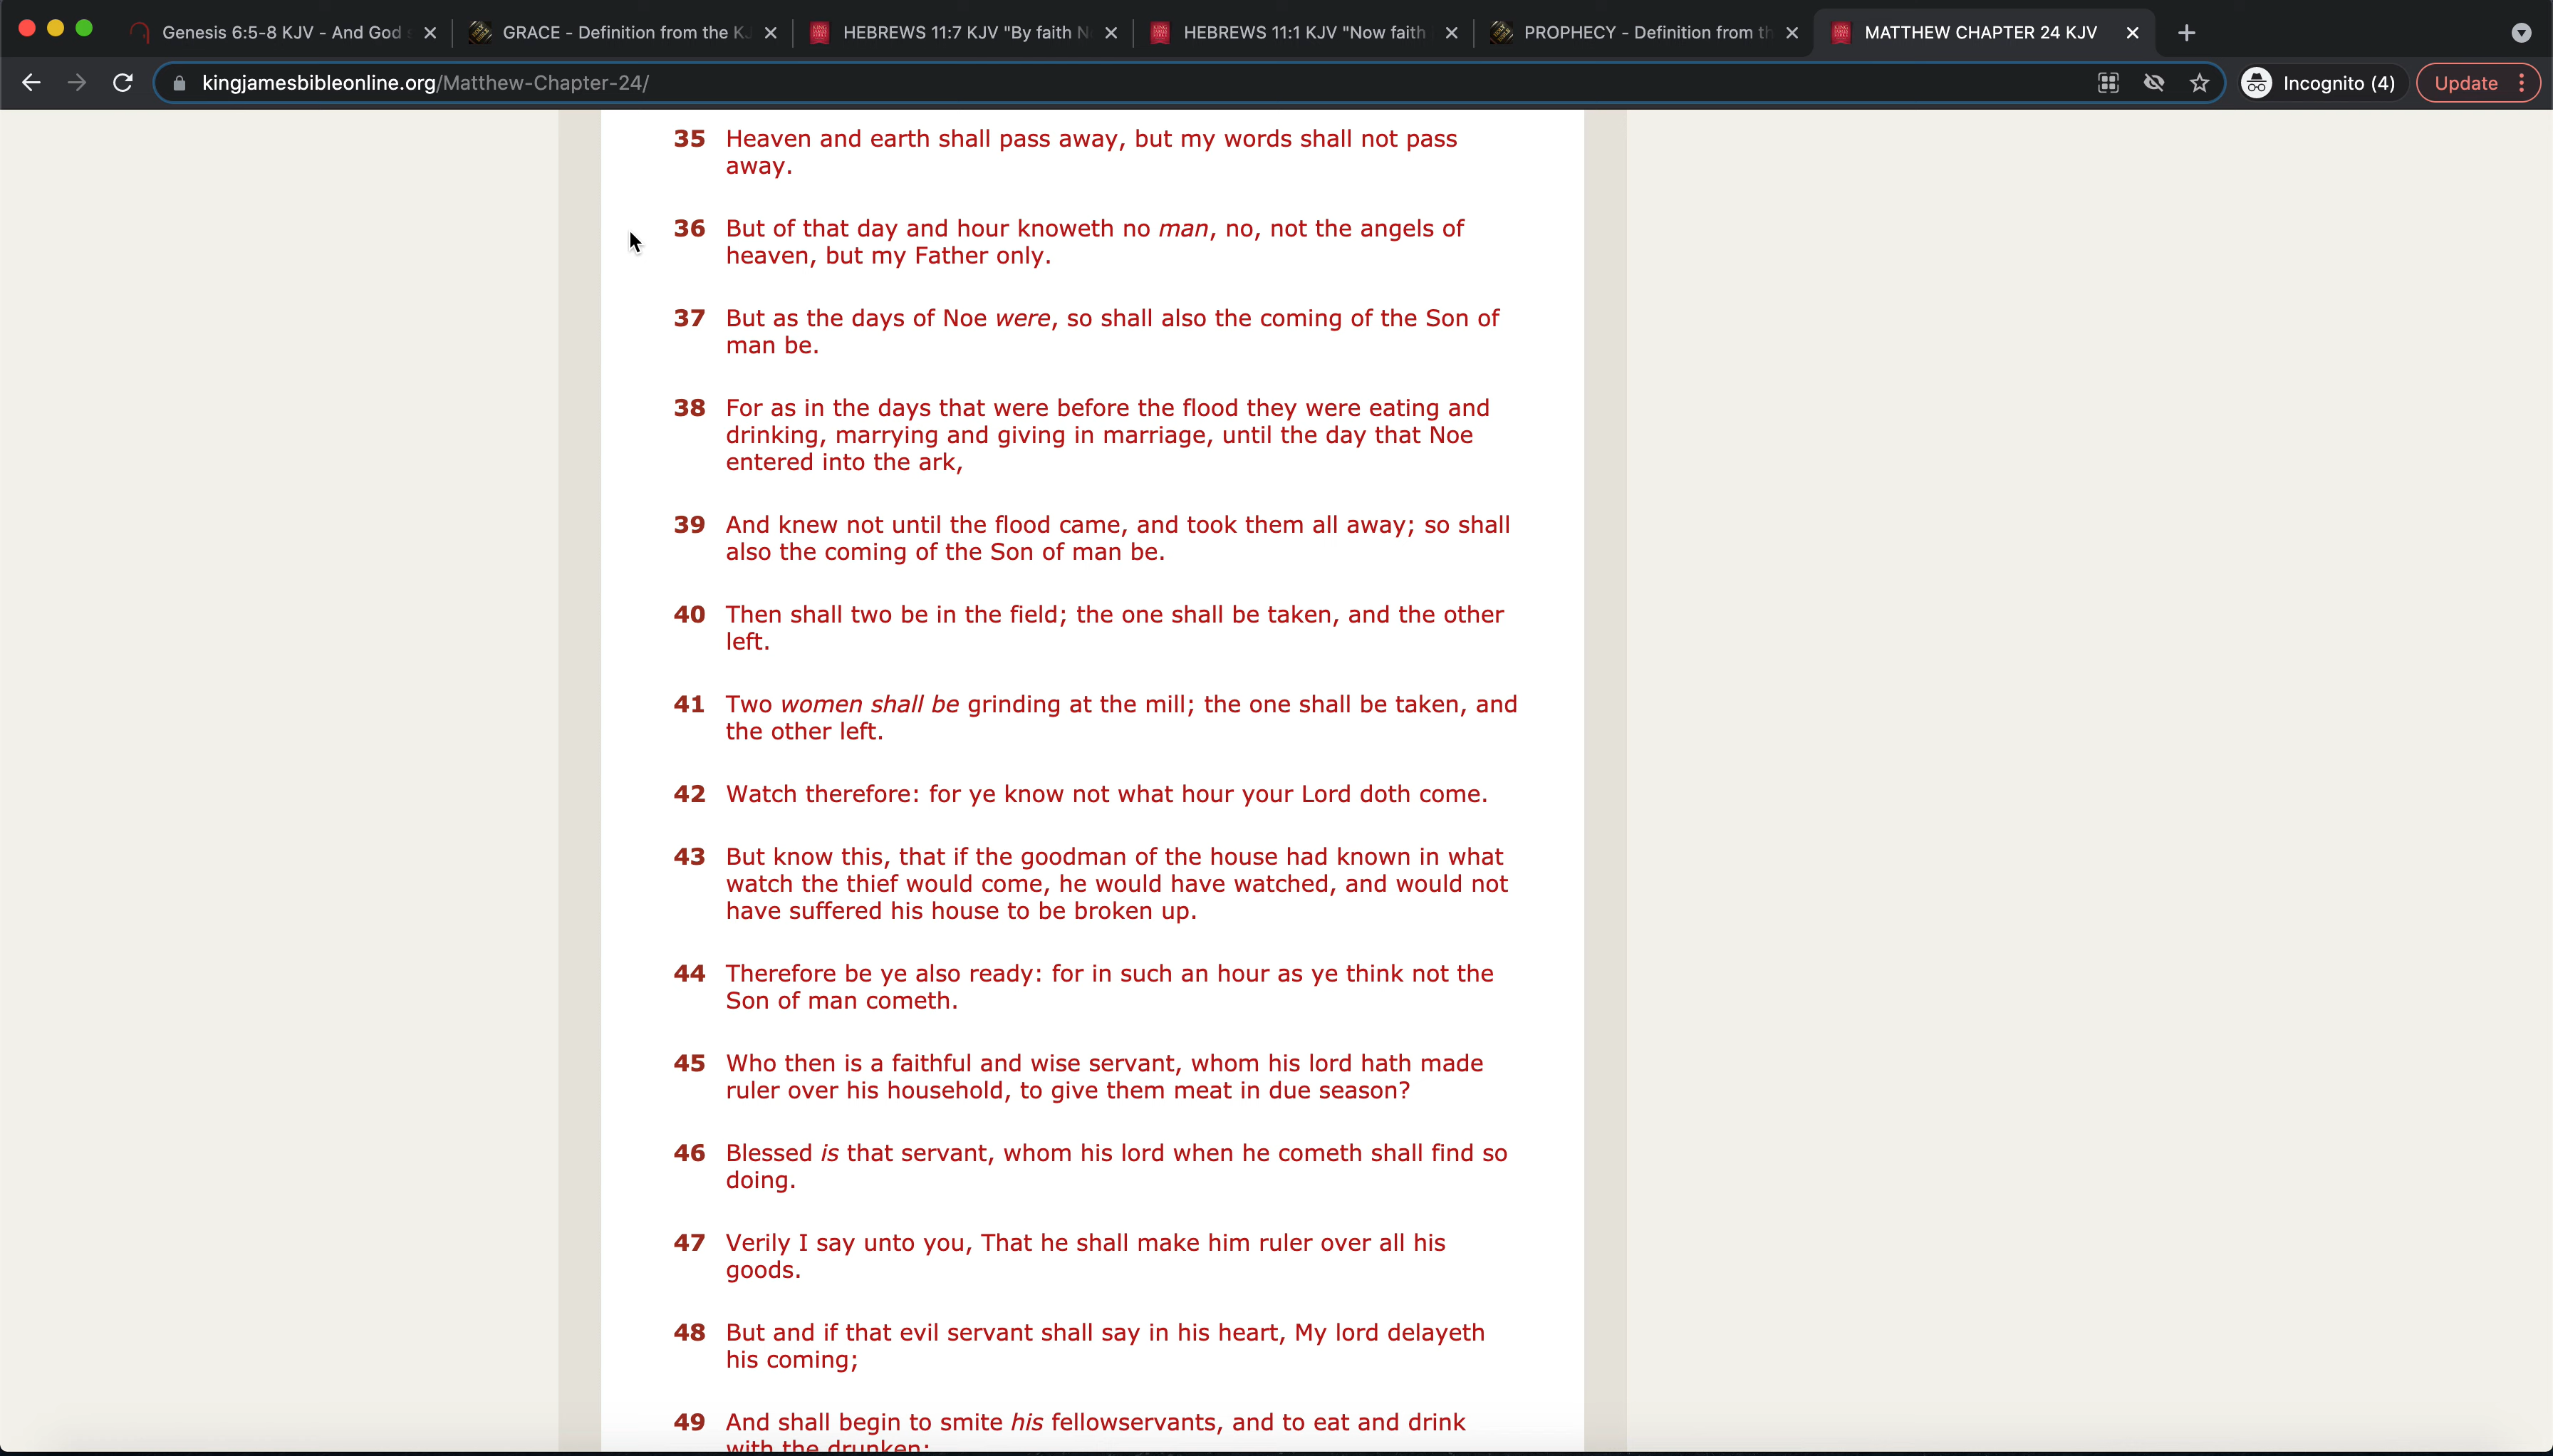 Genesis 6:5-8 KJV - And God
GRACE - Definition from the KJ
HEBREWS 11:7 KJV "By faith N
HEBREWS 11:1 KJV "Now faith
PROPHECY - Definition from th
MATTHEW CHAPTER 24 KJV
kingjamesbibleonline.org/Matthew-Chapter-24/
Incognito (4)
Update
35 Heaven and earth shall pass away, but my words shall not pass
away.
36 But of that day and hour knoweth no man, no, not the angels of
heaven, but my Father only.
37 But as the days of Noe were, so shall also the coming of the Son of
man be.
38 For as in the days that were before the flood they were eating and
drinking, marrying and giving in marriage, until the day that Noe
entered into the ark,
39 And knew not until the flood came, and took them all away; so shall
also the coming of the Son of man be.
40 Then shall two be in the field; the one shall be taken, and the other
left.
41 Two women shall be grinding at the mill; the one shall be taken, and
the other left.
42 Watch therefore: for ye know not what hour your Lord doth come.
43 But know this, that if the goodman of the house had known in what
watch the thief would come, he would have watched, and would not
have suffered his house to be broken up.
44 Therefore be ye also ready: for in such an hour as ye think not the
Son of man cometh.
45 Who then is a faithful and wise servant, whom his lord hath made
ruler over his household, to give them meat in due season?
46 Blessed is that servant, whom his lord when he cometh shall find so
doing.
47 Verily I say unto you, That he shall make him ruler over all his
goods.
48 But and if that evil servant shall say in his heart, My lord delayeth
his coming;
49 And shall begin to smite his fellowservants, and to eat and drink
with the drunken;